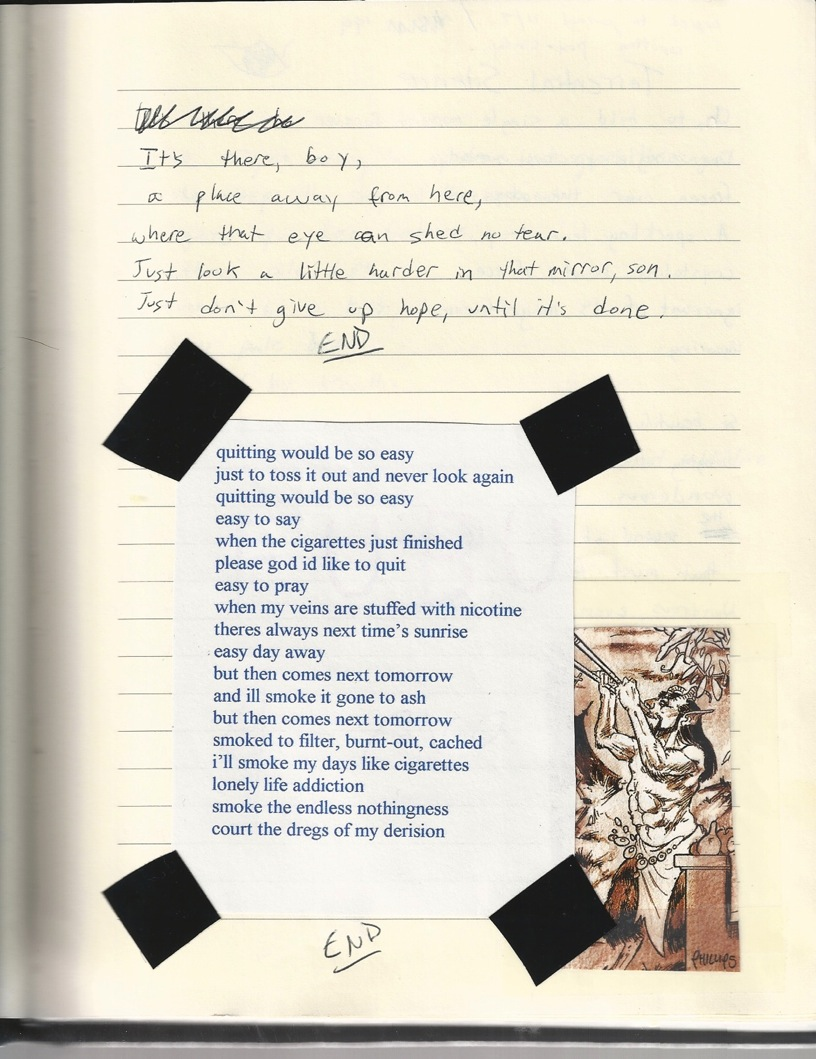 It's there, boy,
a place away from here,
where that eye can shed no tear.
Just look a little harder in that mirror, son.
Just don't give up hope, until it's done.
END
quitting would be so easy
just to toss it out and never look again
quitting would be so easy
easy to say
when the cigarettes just finished
please god id like to quit
easy to pray
when my veins are stuffed with nicotine
theres always next time's sunrise
easy day away
but then comes next tomorrow
and ill smoke it gone to ash
but then comes next tomorrow
smoked to filter, burnt-out, cached
i'll smoke my days like cigarettes
lonely life addiction
smoke the endless nothingness
court the dregs of my derision
PHILLIPS
END